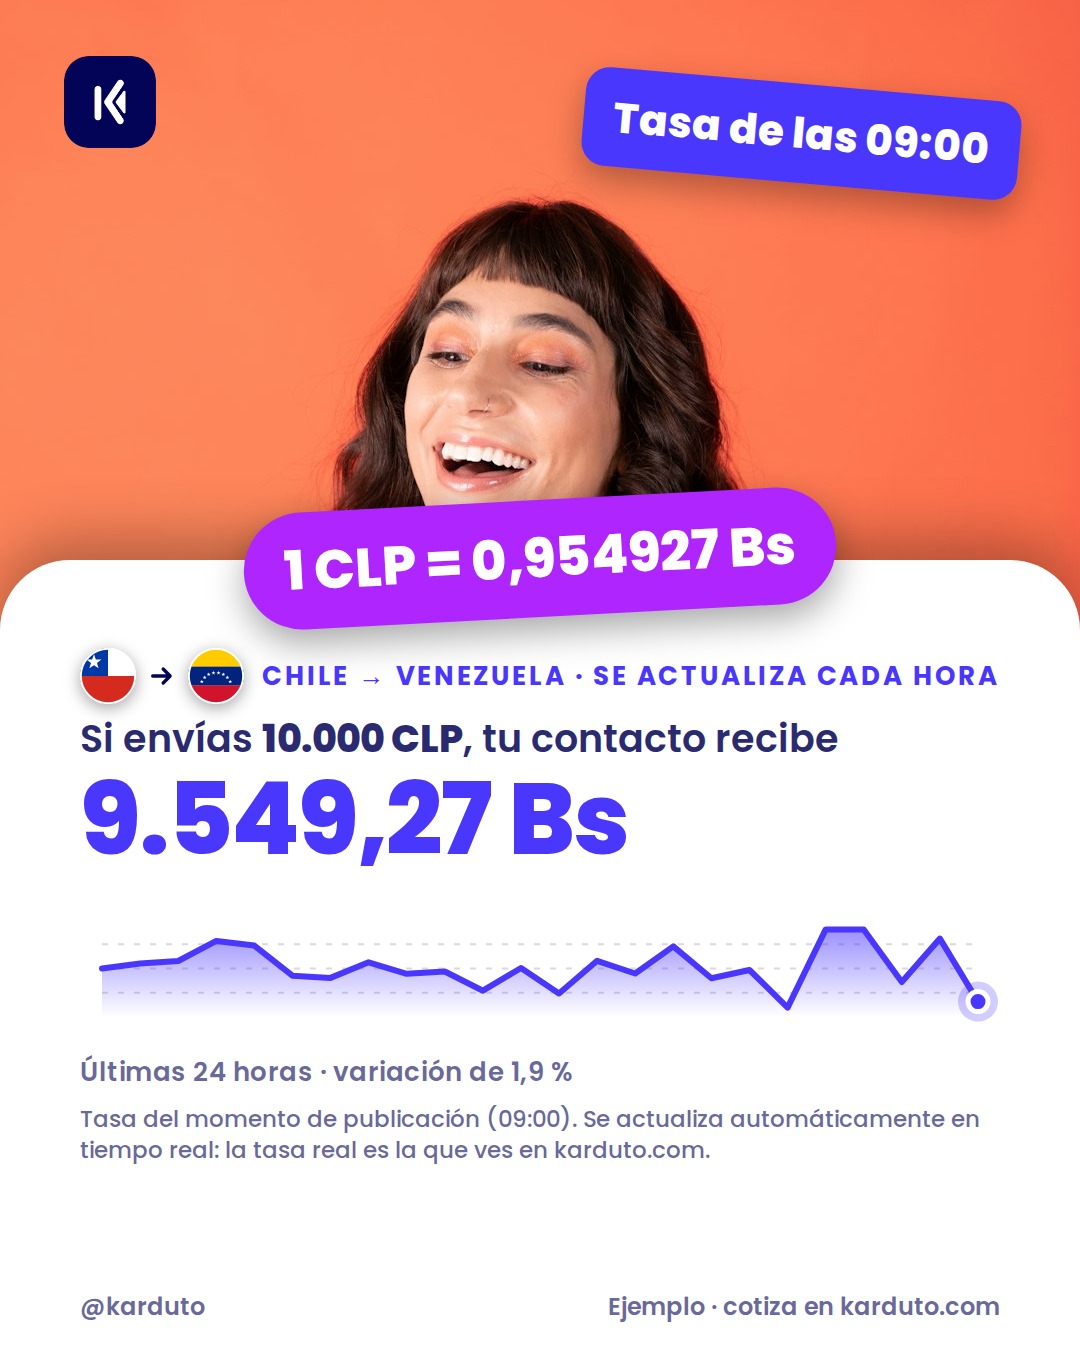 Tasa de las 09:00
1 CLP = 0,954927 Bs
CHILE → VENEZUELA · SE ACTUALIZA CADA HORA
Si envías 10.000 CLP, tu contacto recibe
9.549,27 Bs
Últimas 24 horas · variación de 1,9 %
Tasa del momento de publicación (09:00). Se actualiza automáticamente en
tiempo real: la tasa real es la que ves en karduto.com.
@karduto
Ejemplo · cotiza en karduto.com